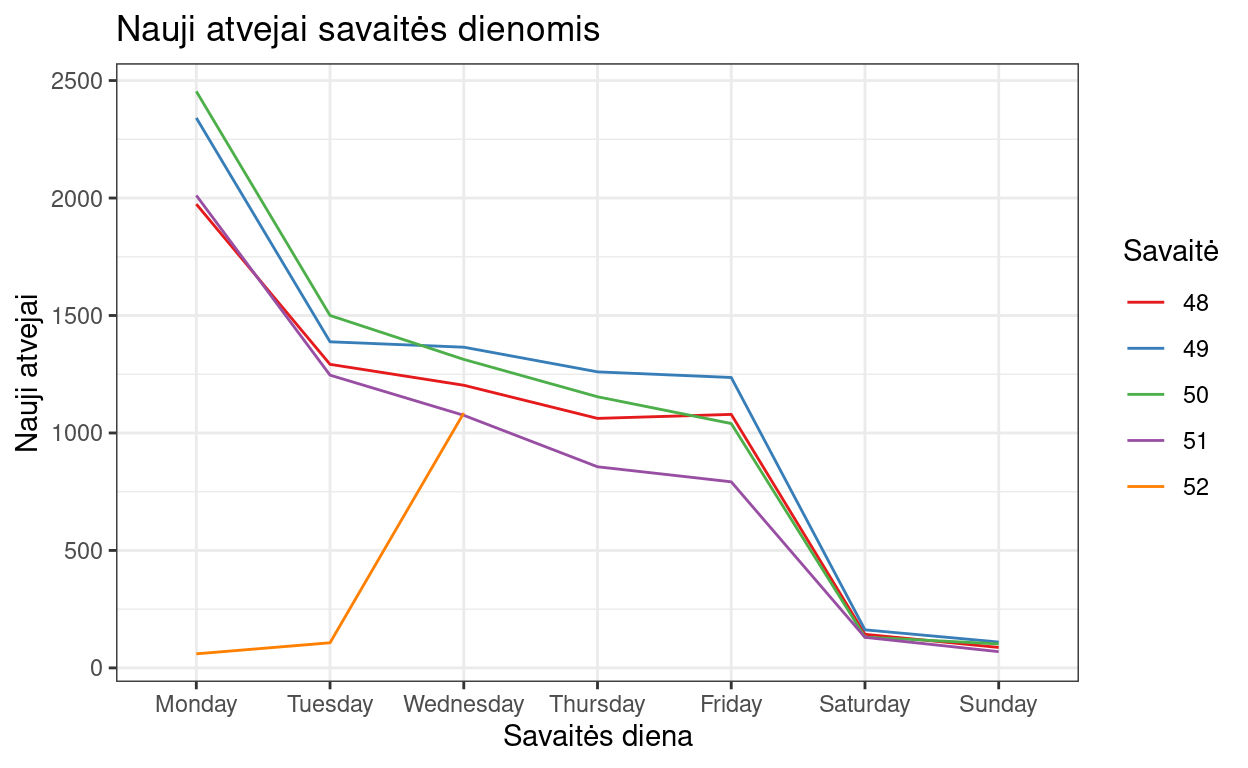 Nauji atvejai savaitės dienomis
2500
2000
1500
1000
500
0
Nauji atvejai
Monday Tuesday Wednesday Thursday Friday Saturday Sunday
Savaitės diena
Savaitė
48
49
50
51
52